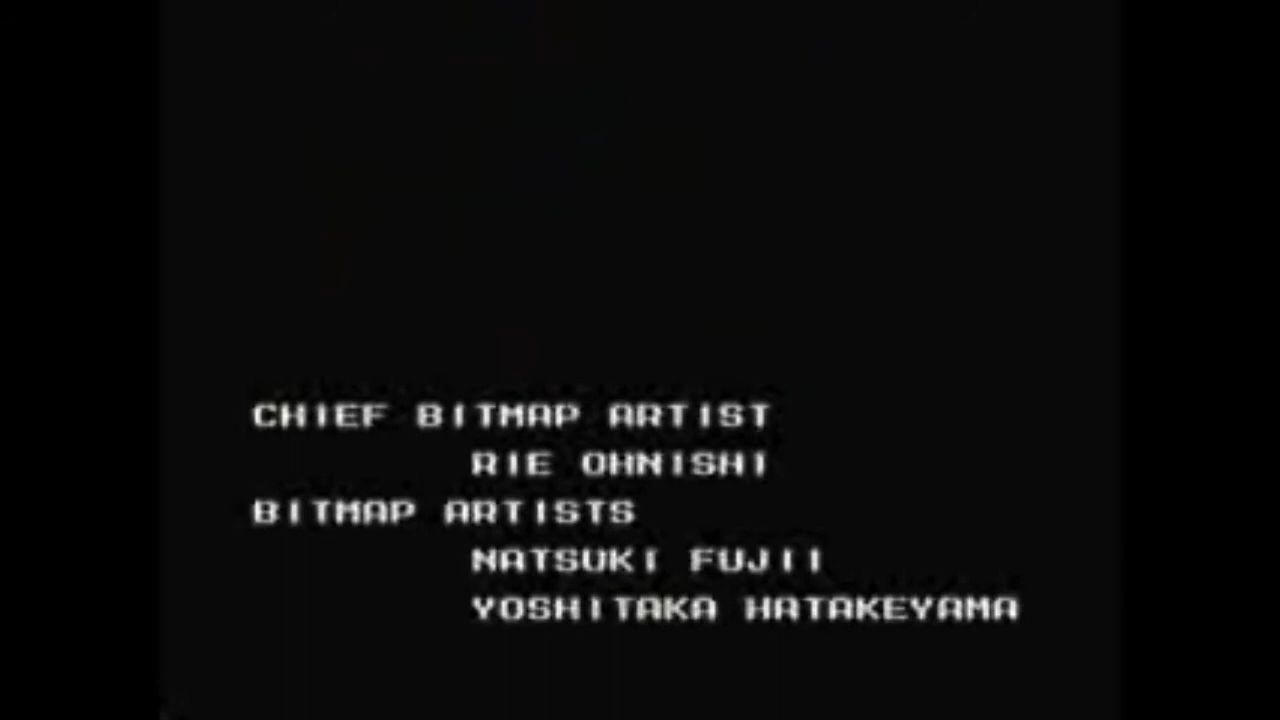 CHIEF BITMAP ARTIST
RIE OHNISHI
BITMAP ARTISTS
NATSUKI FUJII
YOSHITAKA HATAKEYAMA